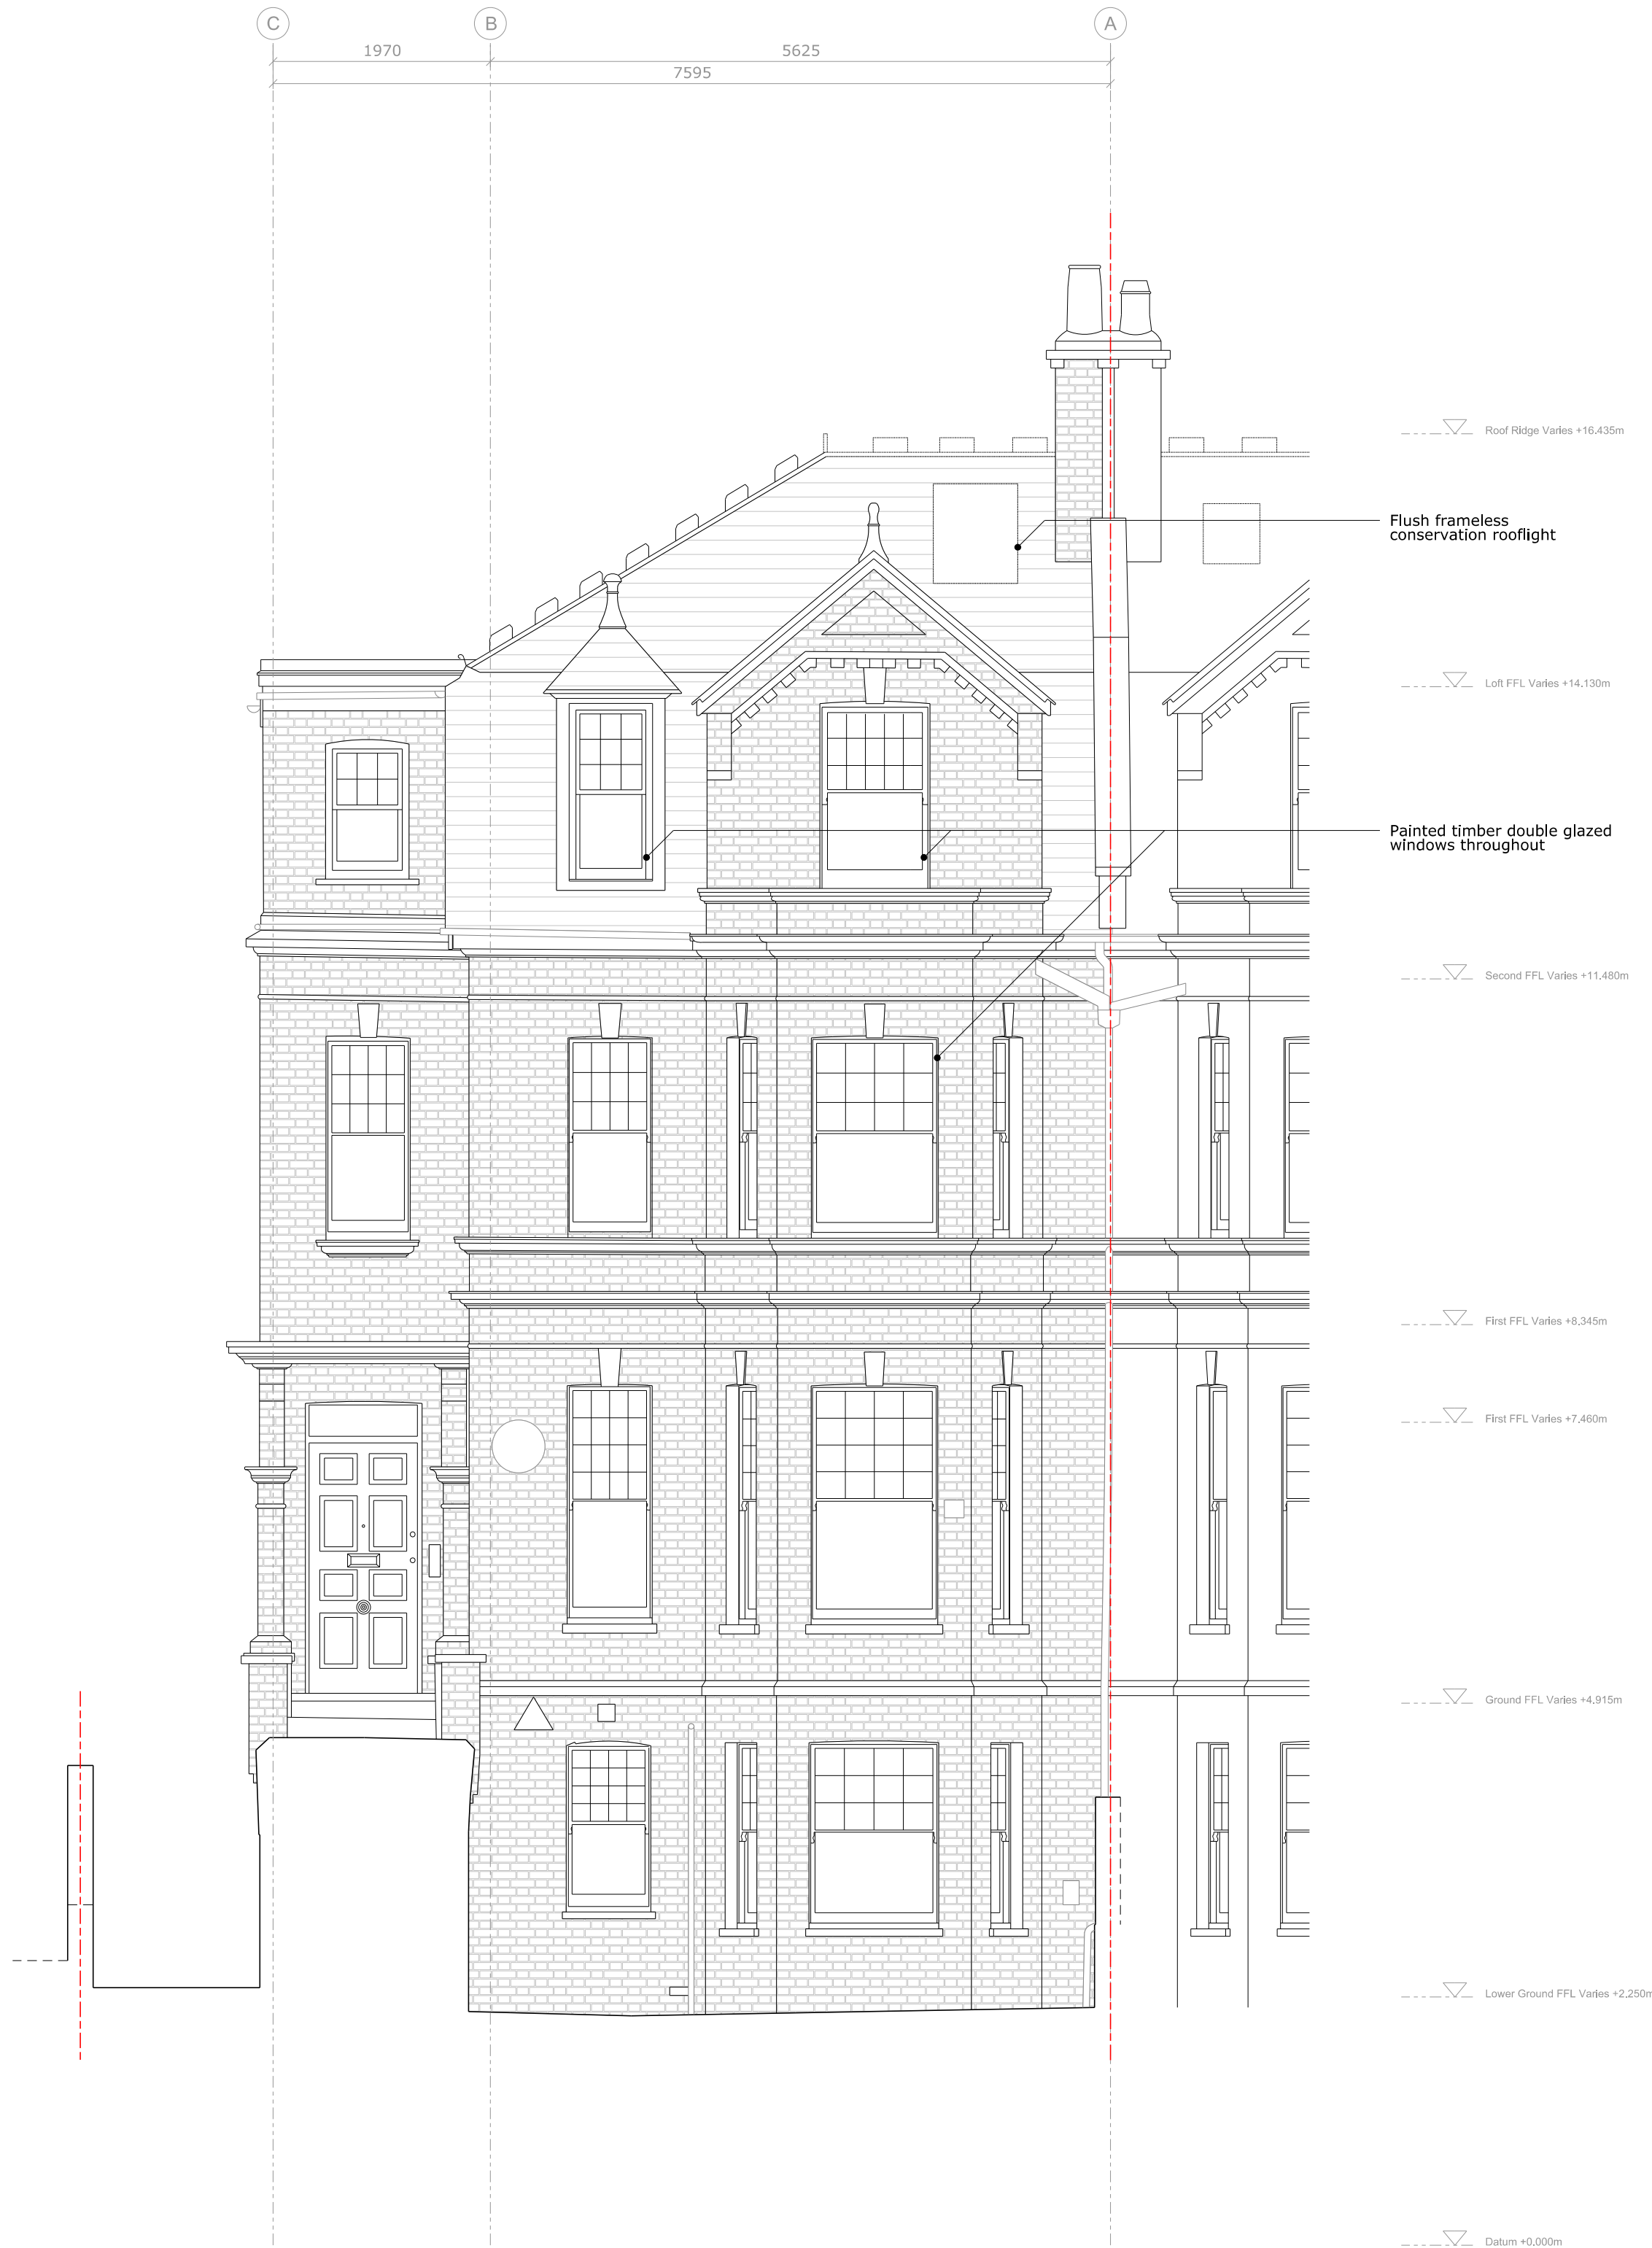 C
B
A
1970
5625
7595
Roof Ridge Varies +16.435m
Flush frameless
conservation rooflight
Loft FFL Varies +14.130m
Painted timber double glazed
windows throughout
Second FFL Varies +11.480m
First FFL Varies +8.345m
First FFL Varies +7.460m
Ground FFL Varies +4.915m
Lower Ground FFL Varies +2.250m
Datum +0.000m